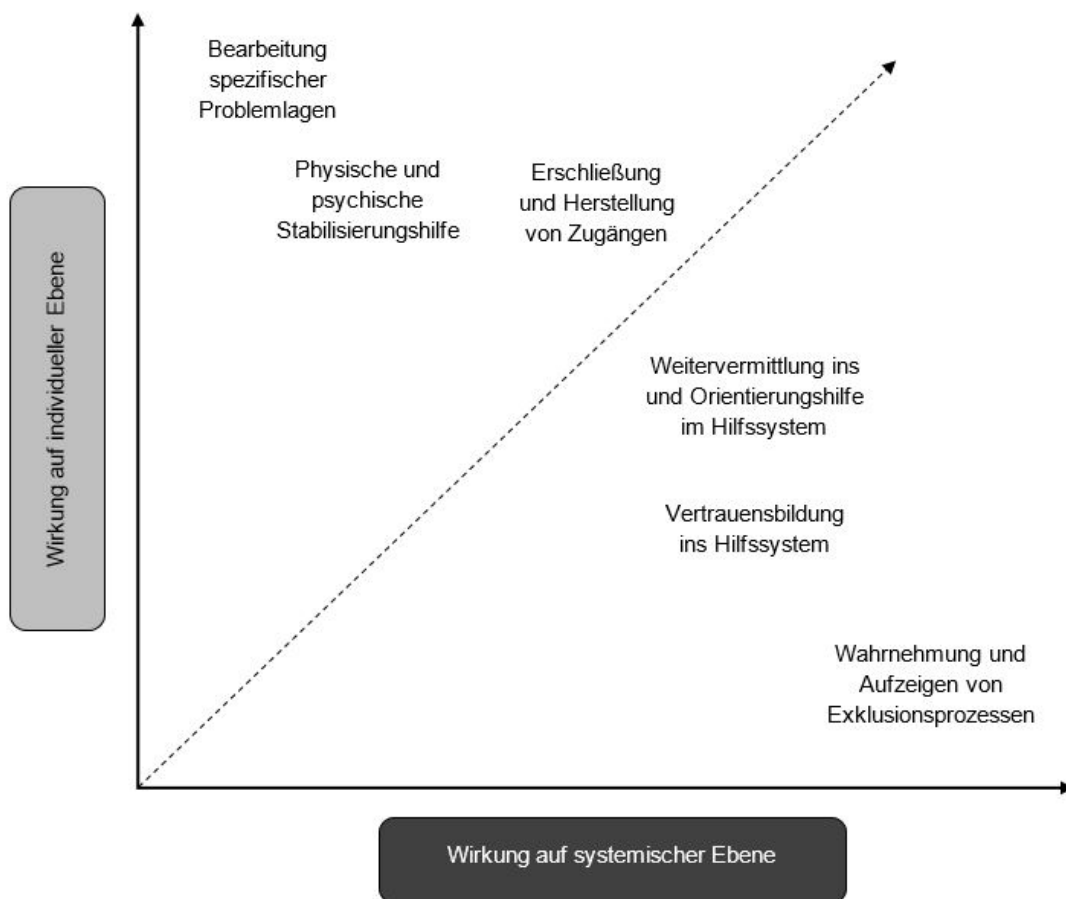 Bearbeitung
spezifischer
Problemlagen
Physische und
psychische
Stabilisierungshilfe
Erschließung
und Herstellung
von Zugängen
Wirkung auf individueller Ebene
Weitervermittlung ins
und Orientierungshilfe
im Hilfssystem
Vertrauensbildung
ins Hilfssystem
Wahrnehmung und
Aufzeigen von
Exklusionsprozessen
Wirkung auf systemischer Ebene